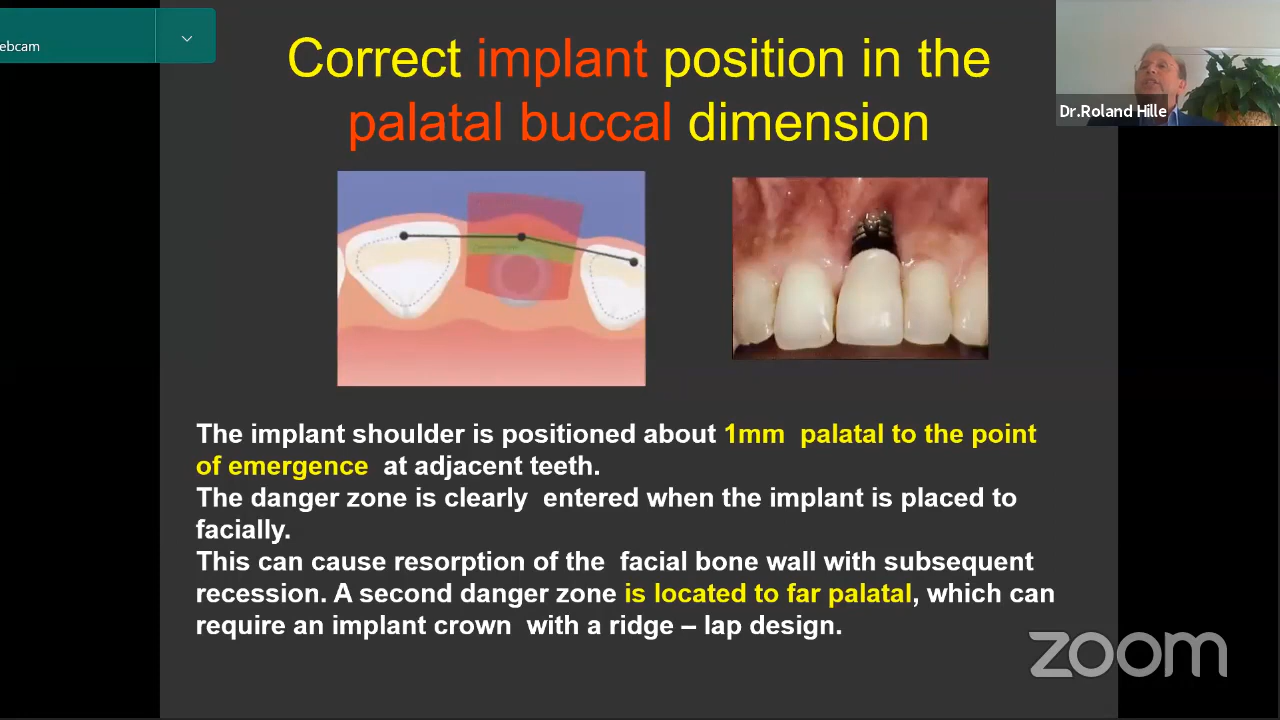 ebcam
Correct implant position in the
palatal buccal dimension
Dr.Roland Hille
The implant shoulder is positioned about 1mm palatal to the point
of emergence at adjacent teeth.
The danger zone is clearly entered when the implant is placed to
facially.
This can cause resorption of the facial bone wall with subsequent
recession. A second danger zone is located to far palatal, which can
require an implant crown with a ridge – lap design.
zoom